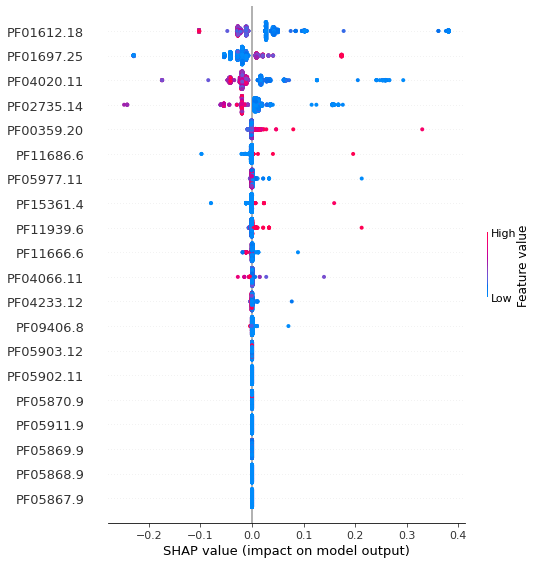 PF01612.18
PF01697.25
PF04020.11
PF02735.14
PF00359.20
PF11686.6
PF05977.11
PF15361.4
PF11939.6
PF11666.6
PF04066.11
PF04233.12
PF09406.8
PF05903.12
PF05902.11
PF05870.9
PF05911.9
PF05869.9
PF05868.9
PF05867.9
−0.2 −0.1 0.0 0.1 0.2 0.3 0.4
SHAP value (impact on model output)
High
Low
Feature value